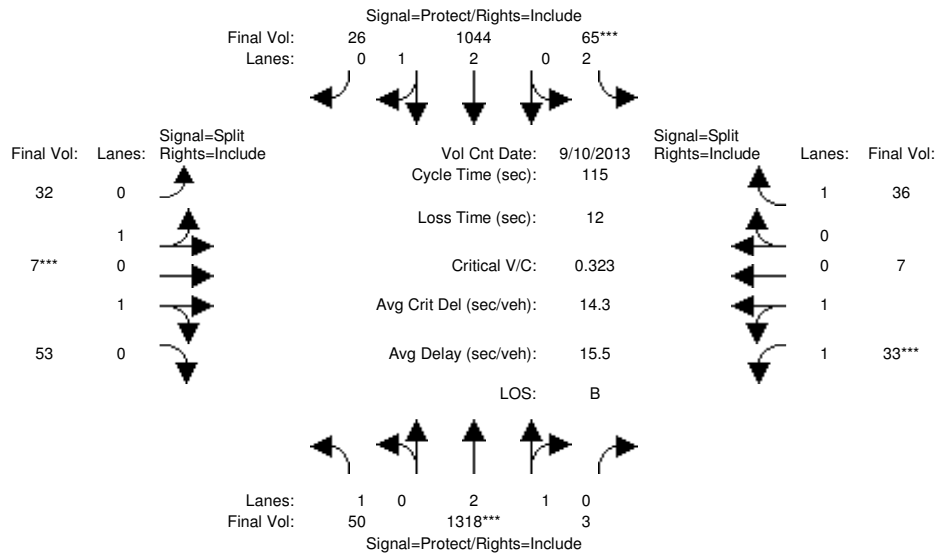 Signal=Protect/Rights=Include
Final Vol: 26 1044 65***
Lanes: 0 1 2 0 2
Signal=Split
Final Vol: Lanes: Rights=Include
Vol Cnt Date: 9/10/2013
Signal=Split
Rights=Include Lanes: Final Vol:
Cycle Time (sec): 115
32 0
1 36
Loss Time (sec): 12
1
0
7*** 0
Critical V/C: 0.323
0 7
1
Avg Crit Del (sec/veh): 14.3
1
53 0
Avg Delay (sec/veh): 15.5
1 33***
LOS: B
Lanes: 1 0 2 1 0
Final Vol: 50 1318*** 3
Signal=Protect/Rights=Include